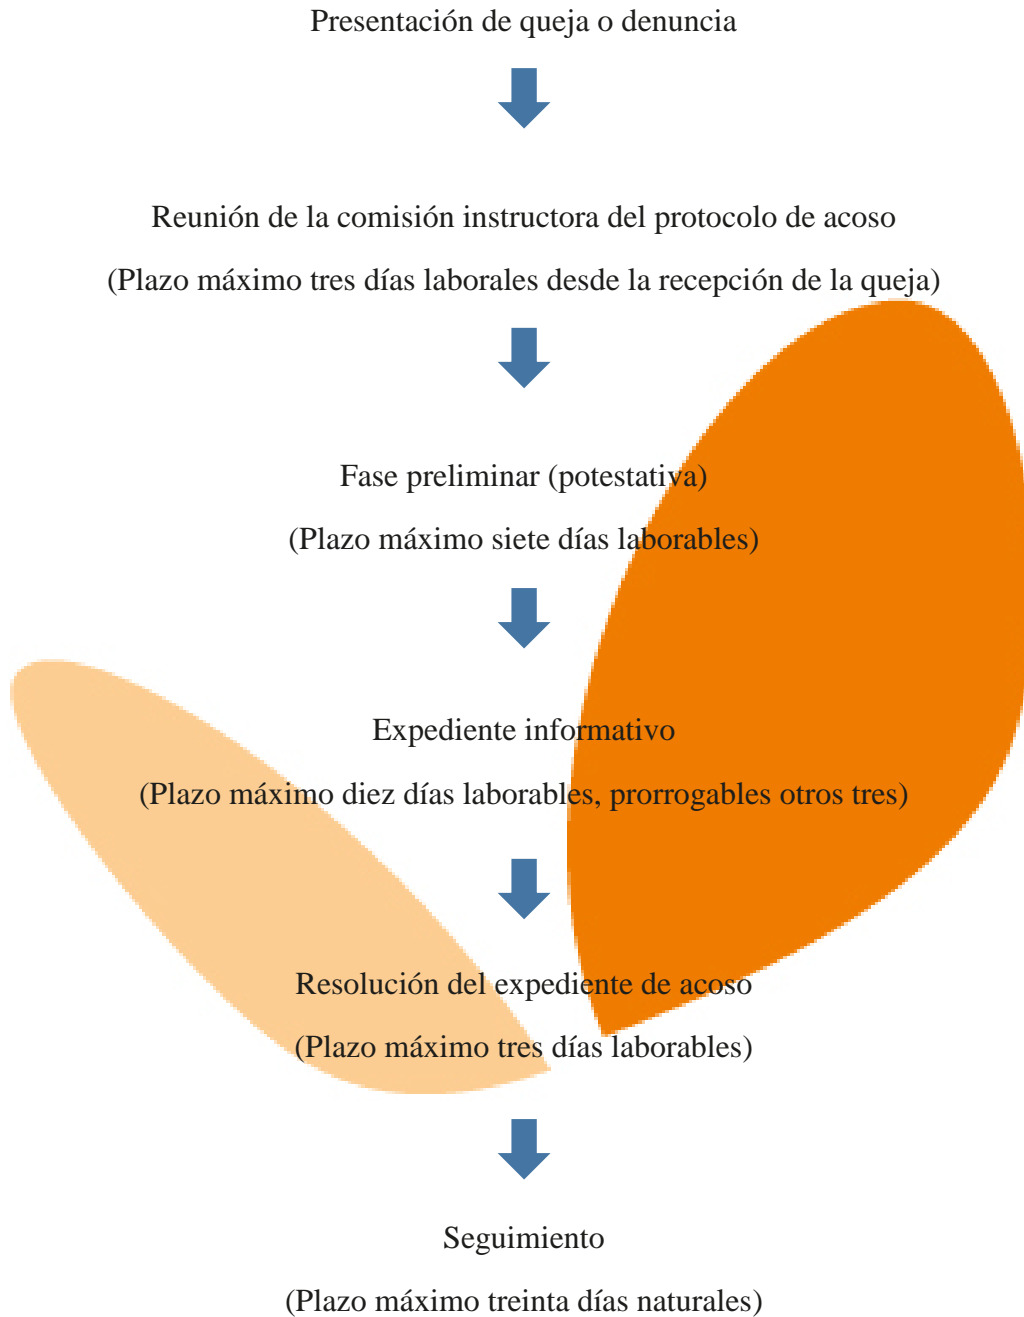 Presentación de queja o denuncia
Reunión de la comisión instructora del protocolo de acoso
(Plazo máximo tres días laborales desde la recepción de la queja)
Fase preliminar (potestativa)
(Plazo máximo siete días laborables)
Expediente informativo
(Plazo máximo diez días laborables, prorrogables otros tres)
Resolución del expediente de acoso
(Plazo máximo tres días laborables)
Seguimiento
(Plazo máximo treinta días naturales)